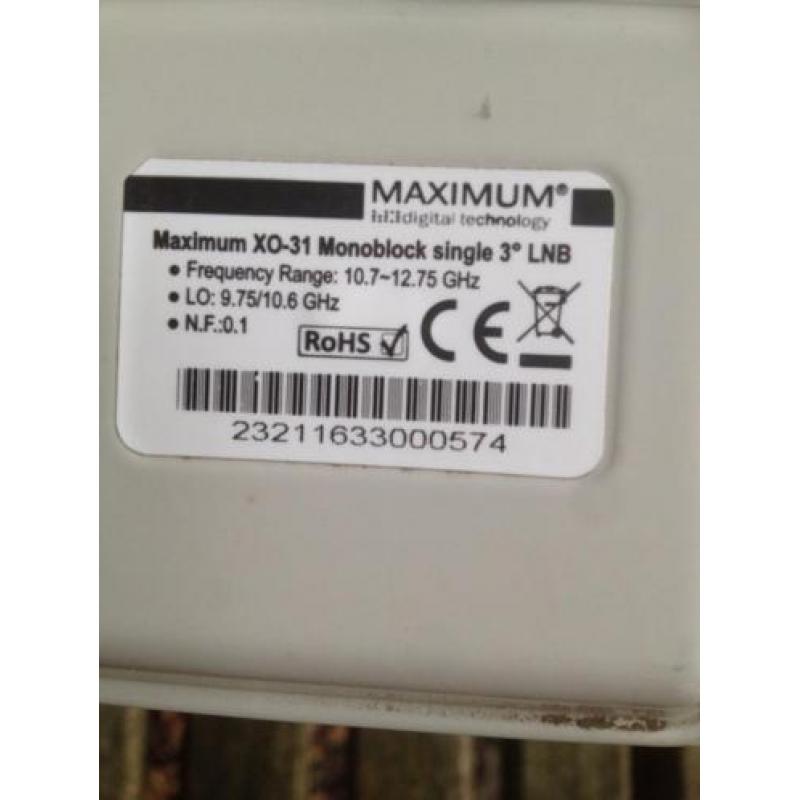 MAXIMUM®
digital technology
Maximum XO-31 Monoblock single 3° LNB
• Frequency Range: 10.7~12.75 GHz
• LO: 9.75/10.6 GHz
• N.F.:0.1
RoHS CE
23211633000574